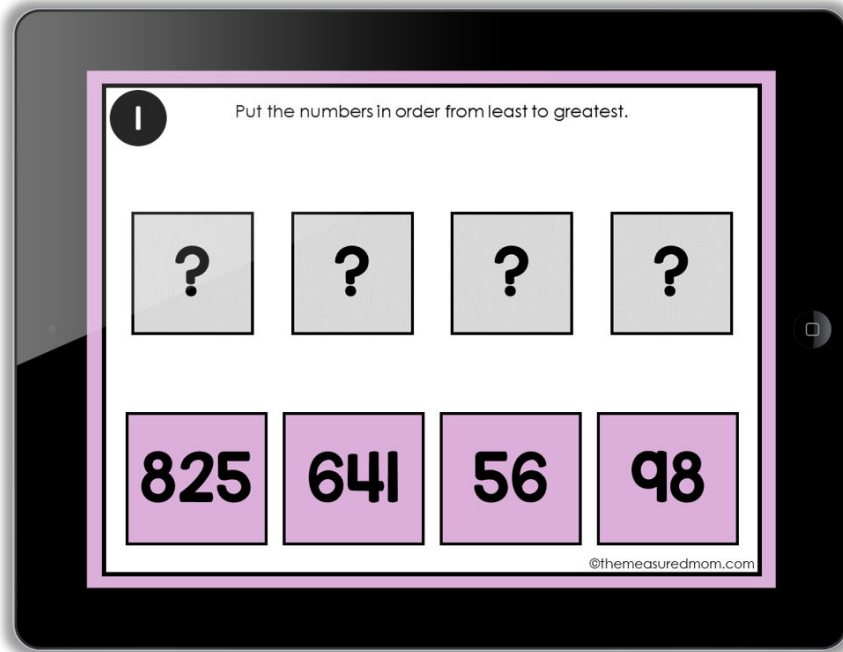 1
Put the numbers in order from least to greatest.
? ? ? ?
825 641 56 98
©themeasuredmom.com